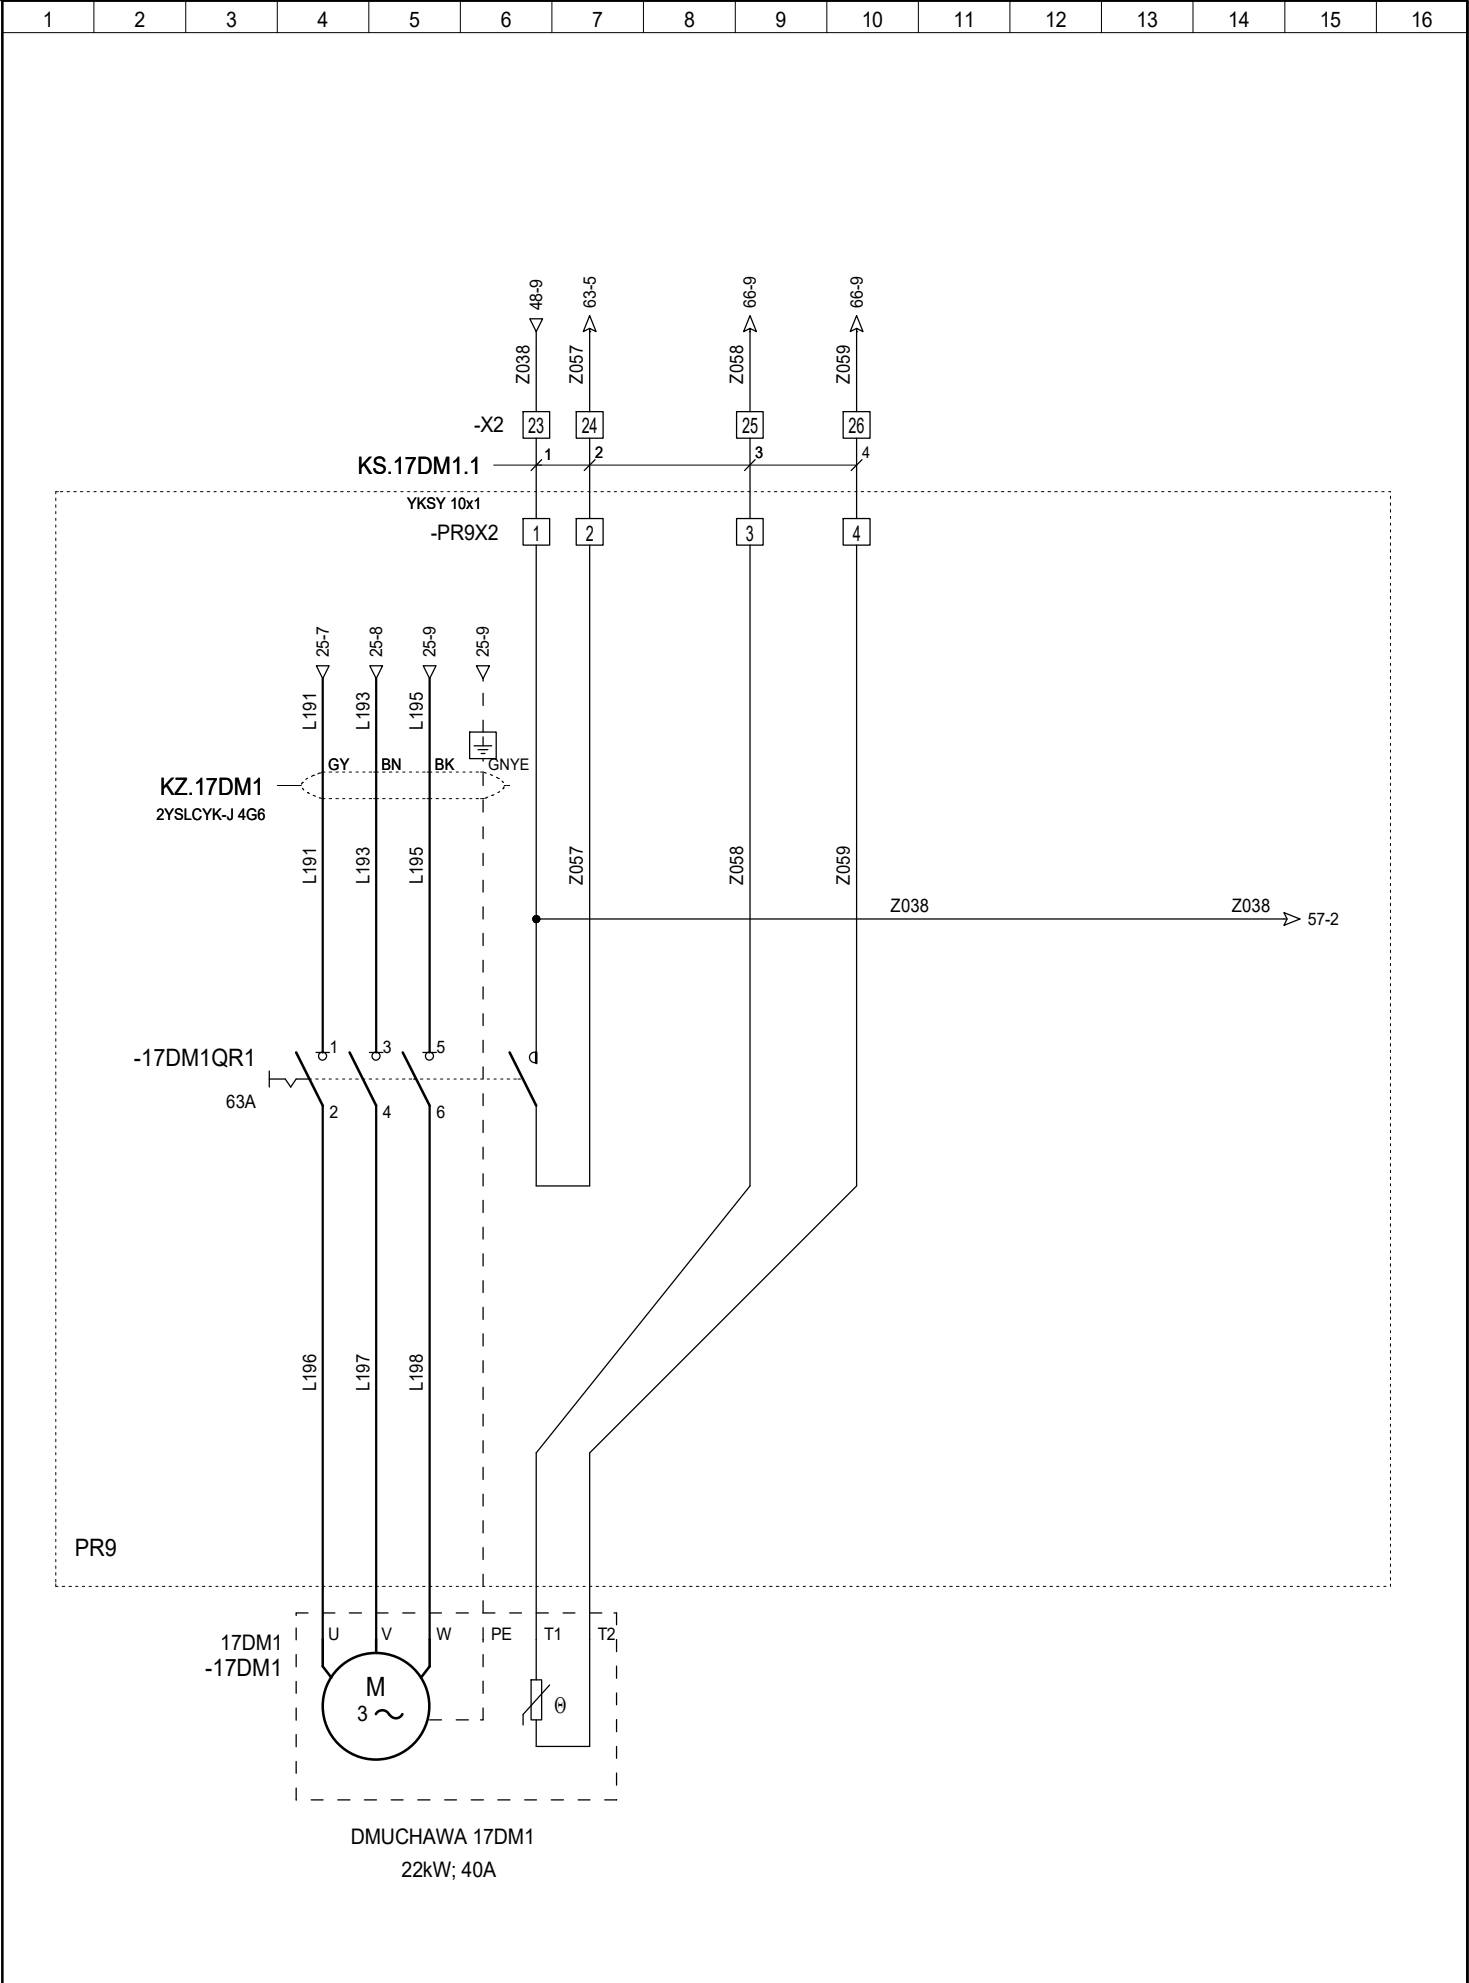 1 2 3 4 5 6 7 8 9 10 11 12 13 14 15 16
48-9 63-5 66-9 66-9
Z038 Z057 Z058 Z059
-X2 23 24 25 26
KS.17DM1.1 1 2 3 4
YKSY 10x1
-PR9X2 1 2 3 4
25-7 25-8 25-9 25-9
L191 L193 L195
KZ.17DM1 GY BN BK GNYE
2YSLCYK-J 4G6
L191 L193 L195 Z057 Z058 Z059
Z038 Z038 57-2
-17DM1QR1 1 3 5
63A 2 4 6
L196 L197 L198
PR9
17DM1 U V W PE T1 T2
-17DM1
M
3 Θ
DMUCHAWA 17DM1
22kW; 40A